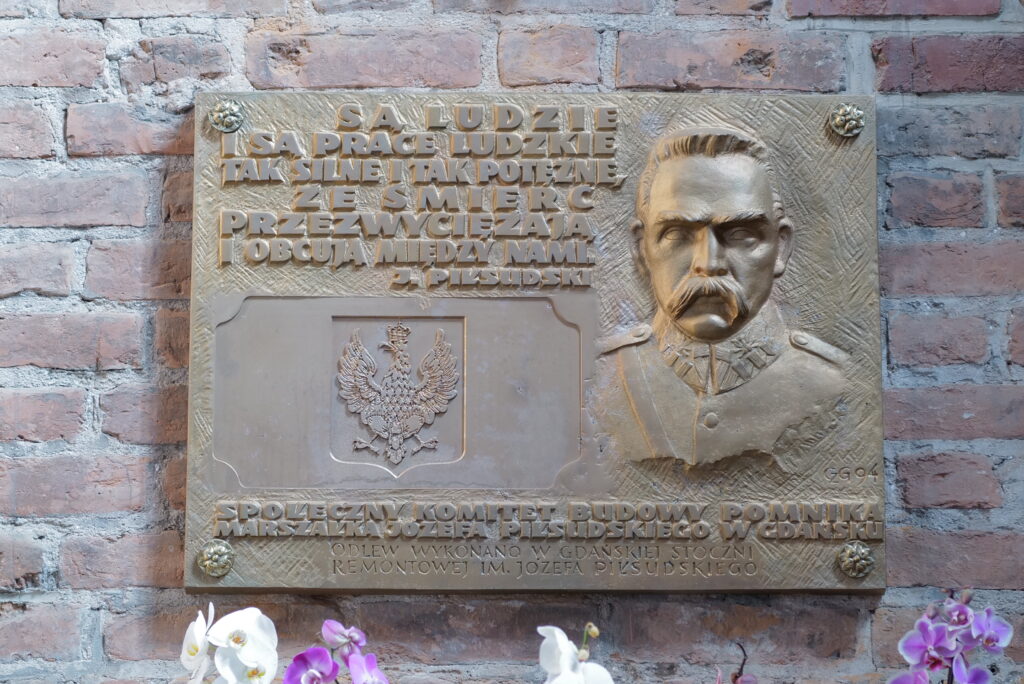 SĄ LUDZIE
I SĄ PRACE LUDZKIE
TAK SILNE I TAK POTĘŻNE,
ŻE ŚMIERĆ
PRZEZWYCIĘŻAJĄ
I OBCUJĄ MIĘDZY NAMI.
J. PIŁSUDSKI
GG04
SPOŁECZNY KOMITET BUDOWY POMNIKA
MARSZAŁKA JÓZEFA PIŁSUDSKIEGO W GDAŃSKU
ODLEW WYKONANO W GDAŃSKIEJ STOCZNI
REMONTOWEJ IM. JÓZEFA PIŁSUDSKIEGO